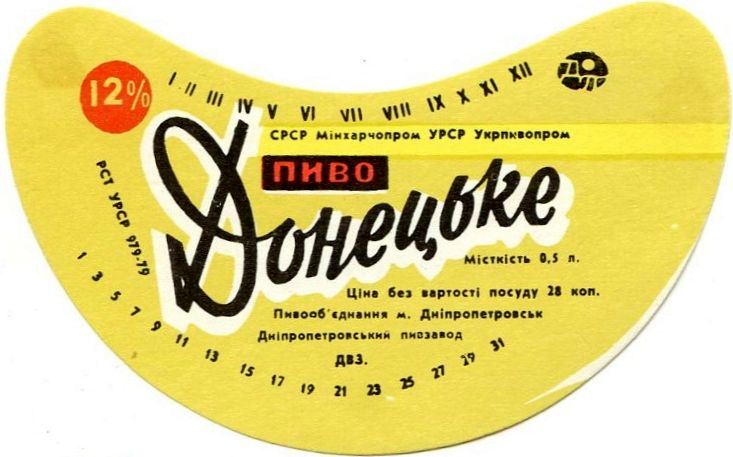 12%
I II III IV V VI VII VIII IX X XI XII
СРСР Мінхарчопром УРСР Укрпивопром
ПИВО
Донецьке
РСТ УРСР 979-79
Місткість 0,5 л.
Ціна без вартості посуду 28 коп.
Пивооб'єднання м. Дніпропетровськ
Дніпропетровський пивзавод
ДВЗ.
1 3 5 7 9 11 13 15 17 19 21 23 25 27 29 31